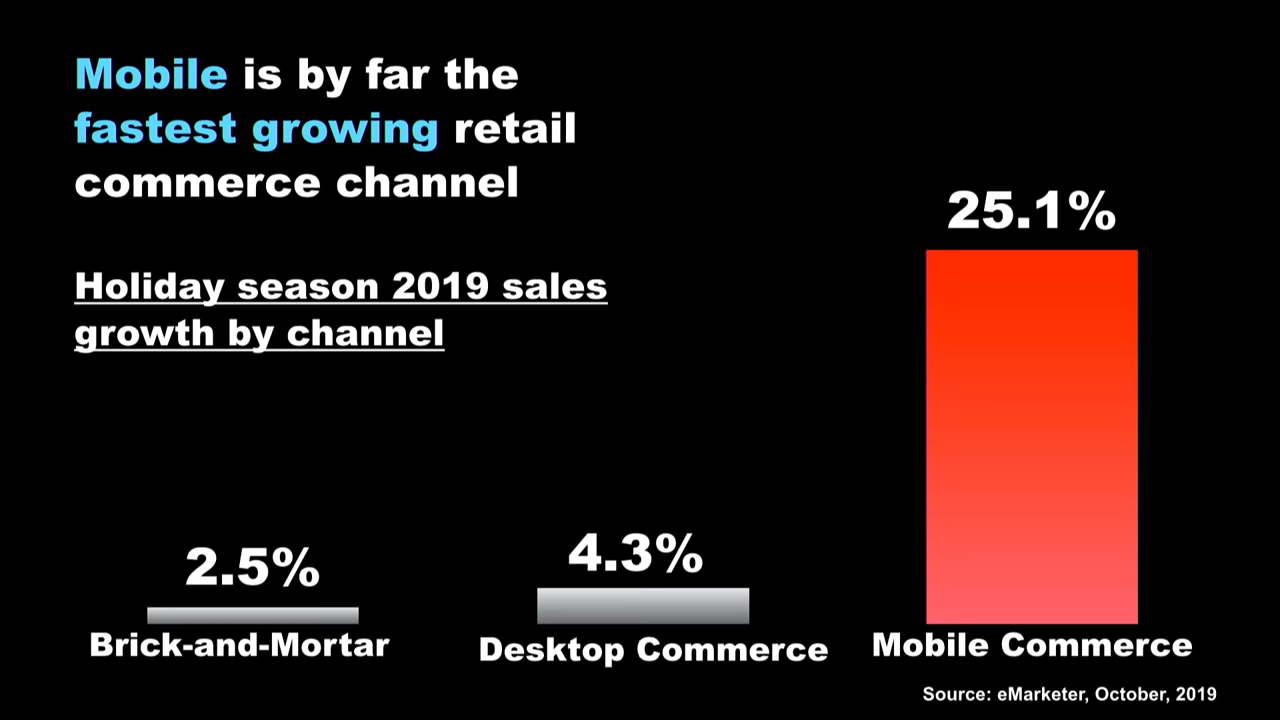 Mobile is by far the
fastest growing retail
commerce channel
Holiday season 2019 sales
growth by channel
2.5%
4.3%
25.1%
Brick-and-Mortar
Desktop Commerce
Mobile Commerce
Source: eMarketer, October, 2019